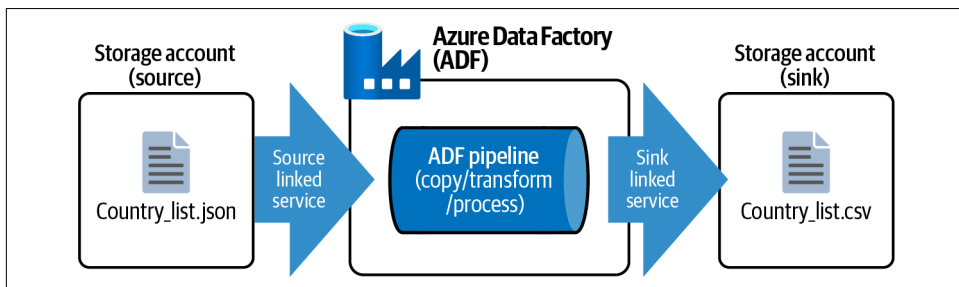 Storage account
(source)
Country_list.json
Source
linked
service
Azure Data Factory
(ADF)
ADF pipeline
(copy/transform
/process)
Sink
linked
service
Storage account
(sink)
Country_list.csv